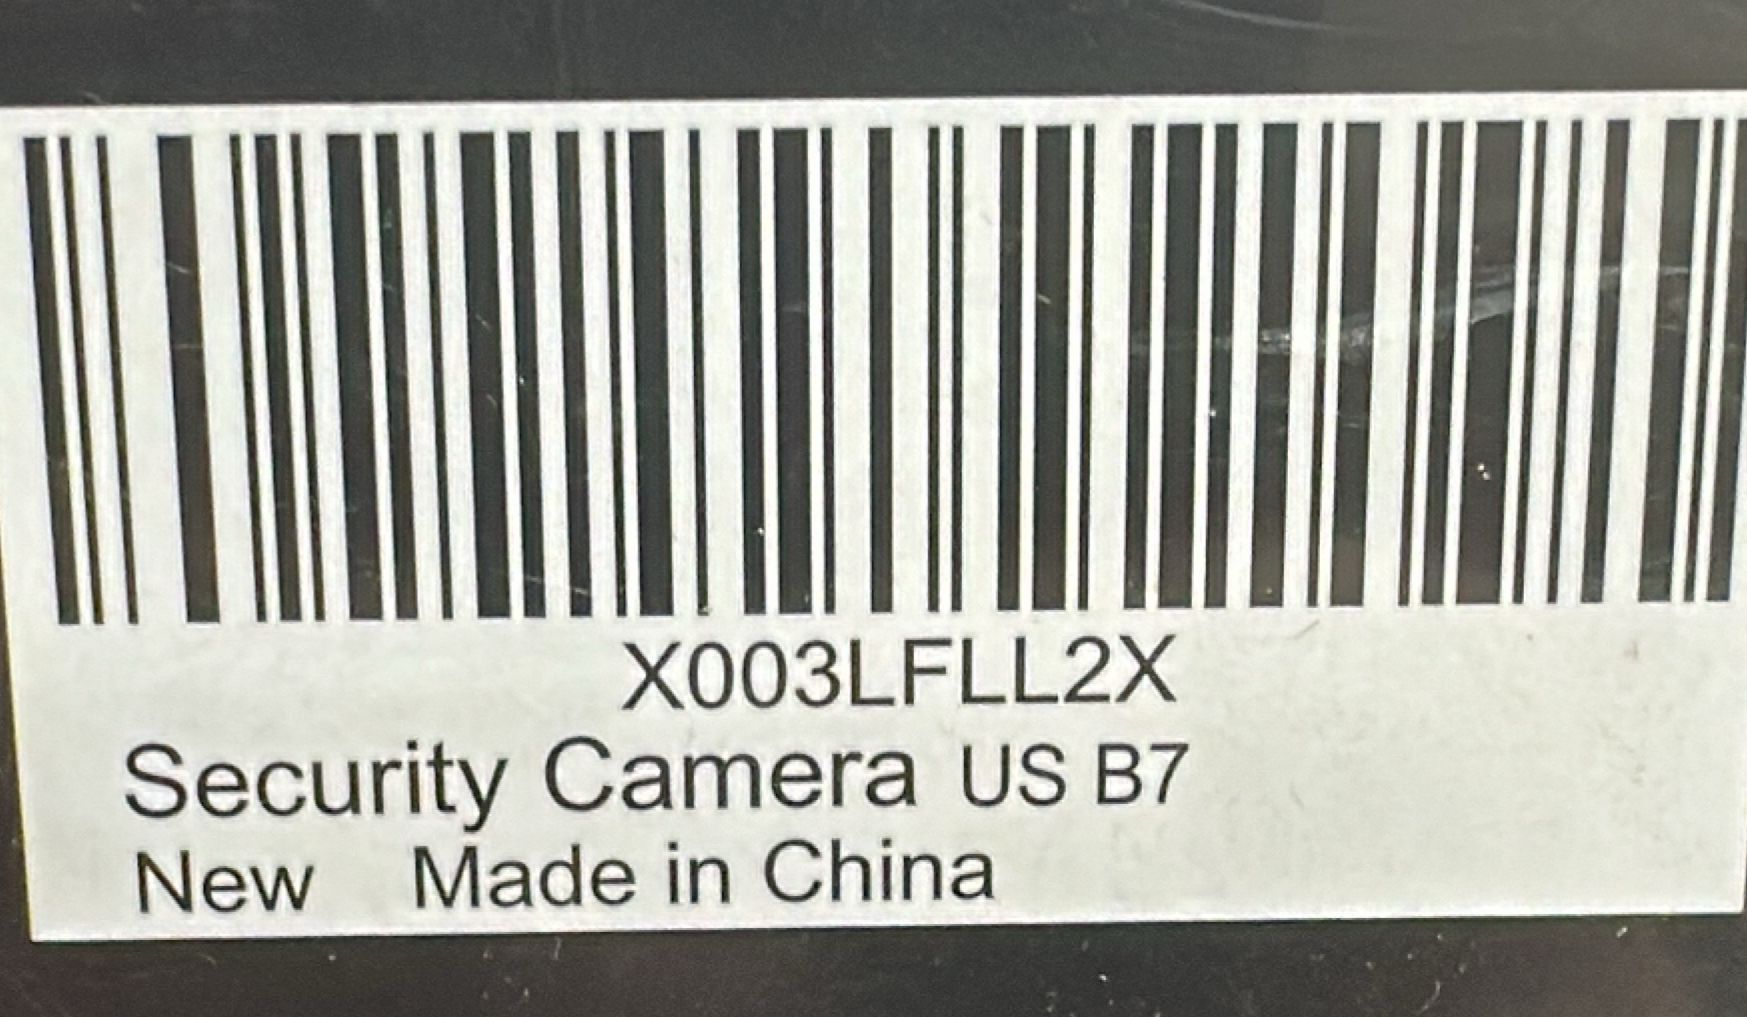 X003LFLL2X
Security Camera US B7
New Made in China